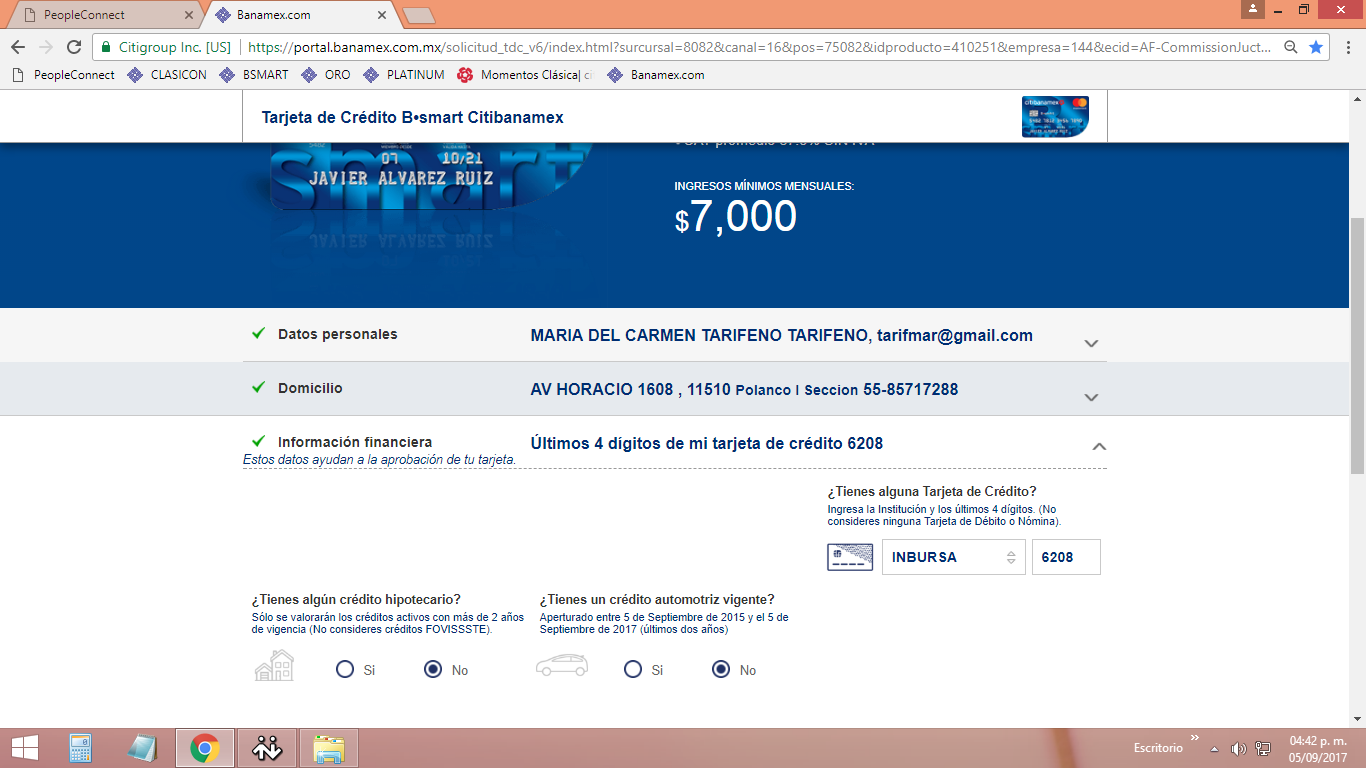 PeopleConnect
Banamex.com
Citigroup Inc. [US]
https://portal.banamex.com.mx/solicitud_tdc_v6/index.html?surcursal=8082&canal=16&pos=75082&idproducto=410251&empresa=144&ecid=AF-CommissionJuct...
PeopleConnect
CLASICON
BSMART
ORO
PLATINUM
Momentos Clásica| ci
Banamex.com
Tarjeta de Crédito B•smart Citibanamex
citibanamex
JAVIER ALVAREZ RUIZ
smart
07 10/21
JAVIER ALVAREZ RUIZ
INGRESOS MÍNIMOS MENSUALES:
$7,000
Datos personales
MARIA DEL CARMEN TARIFENO TARIFENO, tarifmar@gmail.com
Domicilio
AV HORACIO 1608 , 11510 Polanco I Seccion 55-85717288
Información financiera
Últimos 4 dígitos de mi tarjeta de crédito 6208
Estos datos ayudan a la aprobación de tu tarjeta.
¿Tienes alguna Tarjeta de Crédito?
Ingresa la Institución y los últimos 4 dígitos. (No
consideres ninguna Tarjeta de Débito o Nómina).
INBURSA
6208
¿Tienes algún crédito hipotecario?
Sólo se valorarán los créditos activos con más de 2 años
de vigencia (No consideres créditos FOVISSSTE).
Si
No
¿Tienes un crédito automotriz vigente?
Aperturado entre 5 de Septiembre de 2015 y el 5 de
Septiembre de 2017 (últimos dos años)
Si
No
Escritorio
04:42 p. m.
05/09/2017